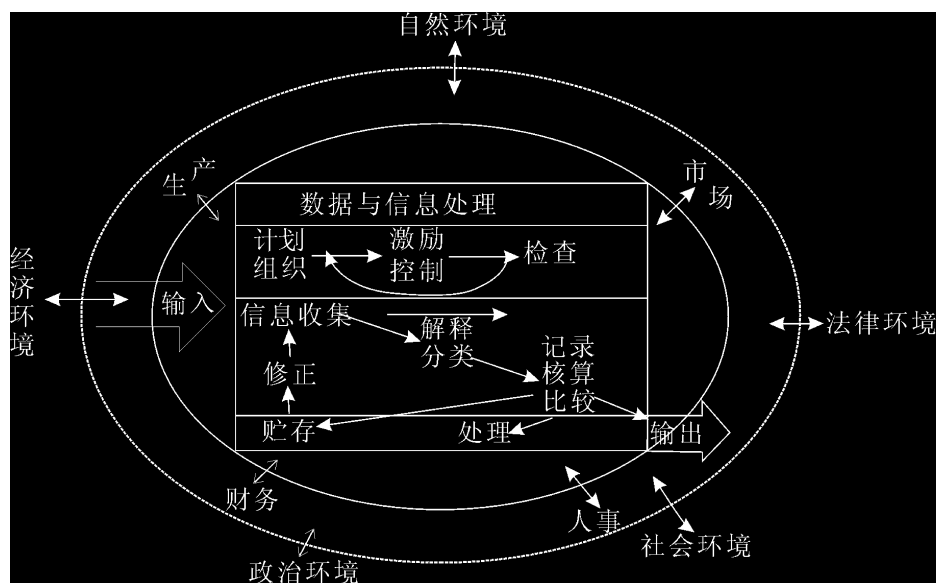 自然环境
生产
市场
数据与信息处理
计划
组织
激励
控制
检查
经济环境
输入
信息收集
解释
分类
法律环境
记录
核算
比较
修正
贮存
处理
输出
财务
人事
社会环境
政治环境